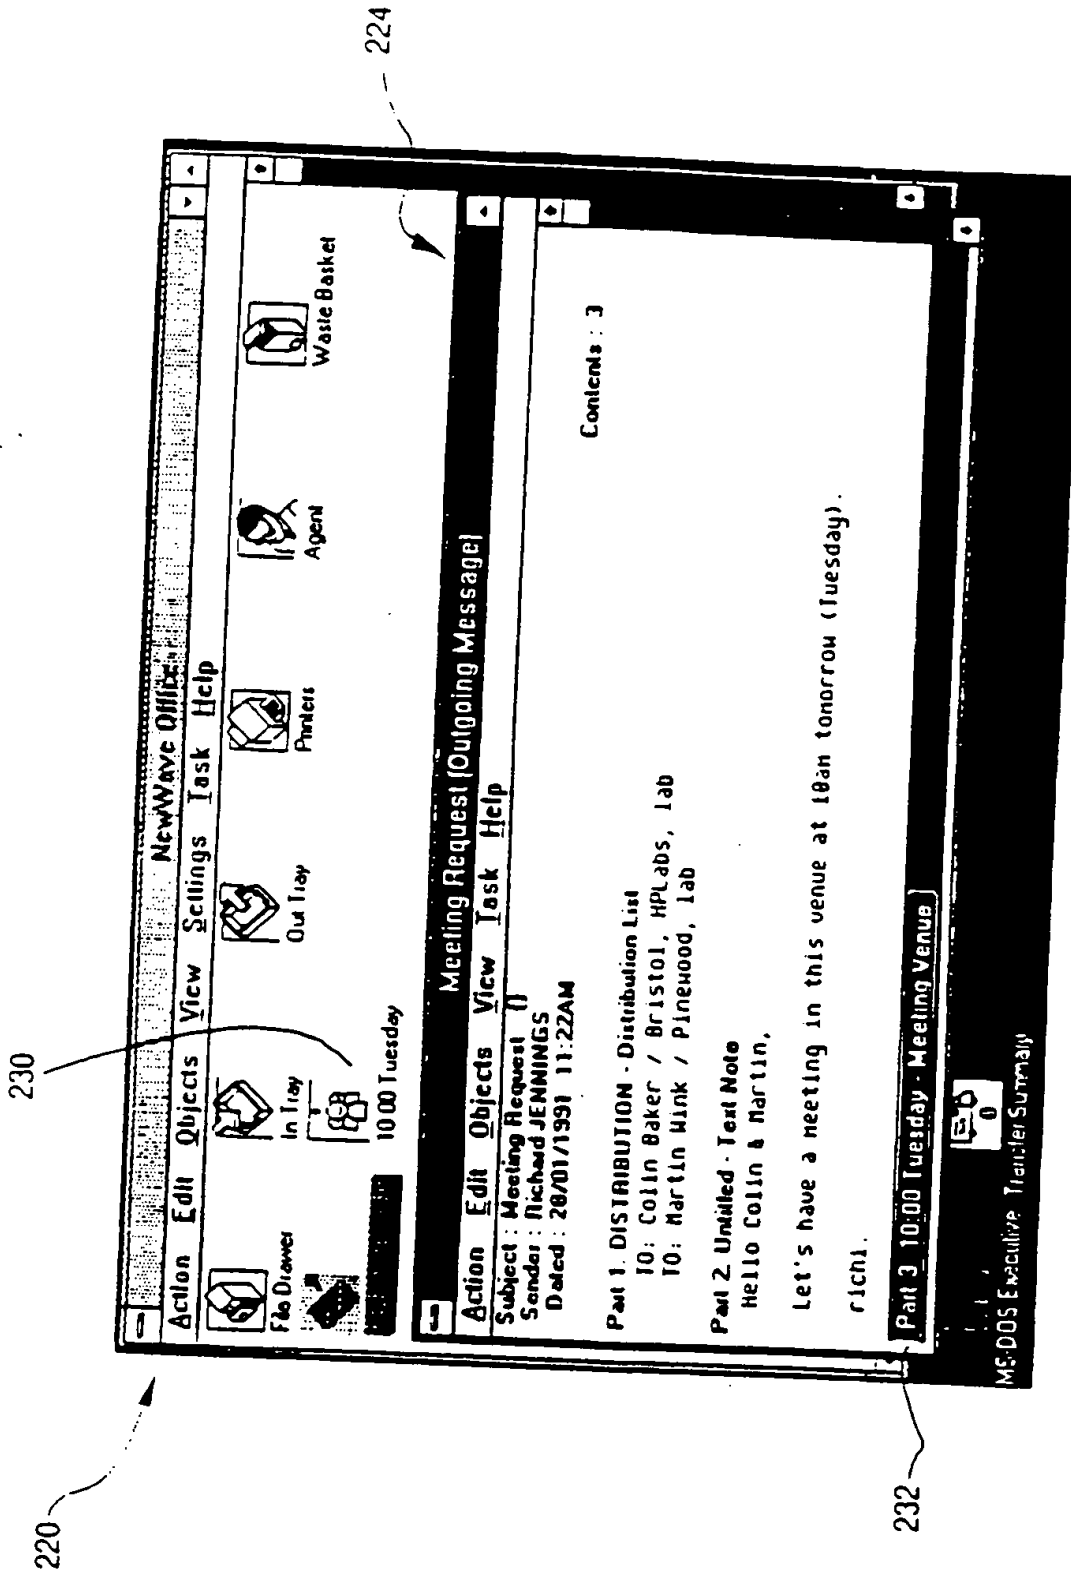 220
224
230
232
NewWave Office
Action Edit Objects View Settings Task Help
File Drawer
In Tray
Out Tray
Printers
Agent
Waste Basket
10 00 Tuesday
Meeting Request (Outgoing Message)
Action Edit Objects View Task Help
Subject : Meeting Request {}
Sender : Richard JENNINGS
Dated : 28/01/1991 11:22AM
Contents : 3
Part 1. DISTRIBUTION - Distribution List
TO: Colin Baker / Bristol, HPLabs, lab
TO: Martin Wink / Pinewood, lab
Part 2. Untitled - Text Note
Hello Colin & Martin,
Let's have a meeting in this venue at 10am tomorrow (Tuesday).
richi.
Part 3. 10:00 Tuesday - Meeting Venue
0
MS-DOS Executive Transfer Summary